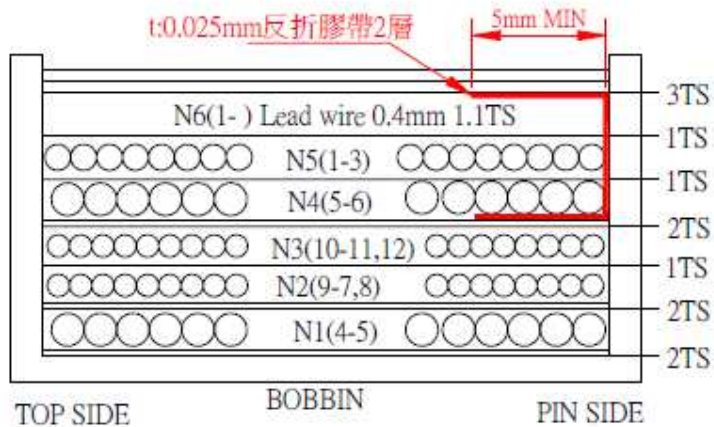 t:0.025mm反折膠帶2層
5mm MIN
3TS
N6(1- ) Lead wire 0.4mm 1.1TS
1TS
N5(1-3)
1TS
N4(5-6)
2TS
N3(10-11,12)
1TS
N2(9-7,8)
2TS
N1(4-5)
2TS
BOBBIN
TOP SIDE
PIN SIDE